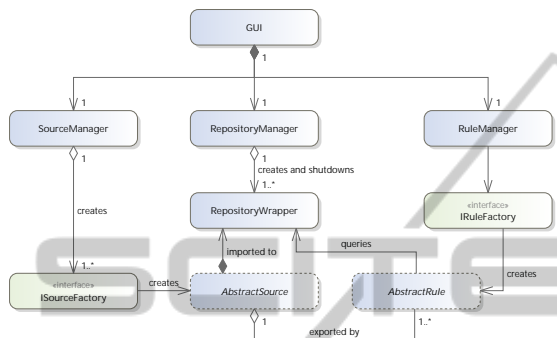 GUI
1
1
1
1
SourceManager
RepositoryManager
RuleManager
1
1
creates and shutdowns
1..*
«interface»
IRuleFactory
creates
RepositoryWrapper
imported to
queries
creates
1..*
«interface»
ISourceFactory
creates
AbstractSource
AbstractRule
1
exported by
1..*
SCITE